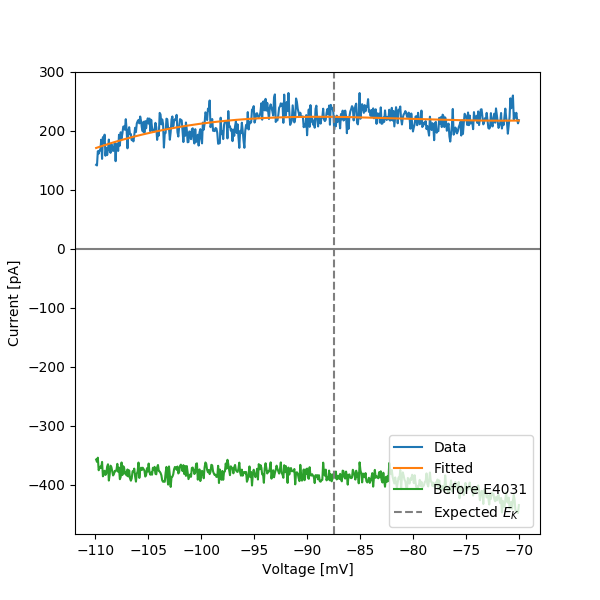 300
200
100
0
−100
−200
−300
−400
Current [pA]
Data
Fitted
Before E4031
Expected E_K
−110 −105 −100 −95 −90 −85 −80 −75 −70
Voltage [mV]